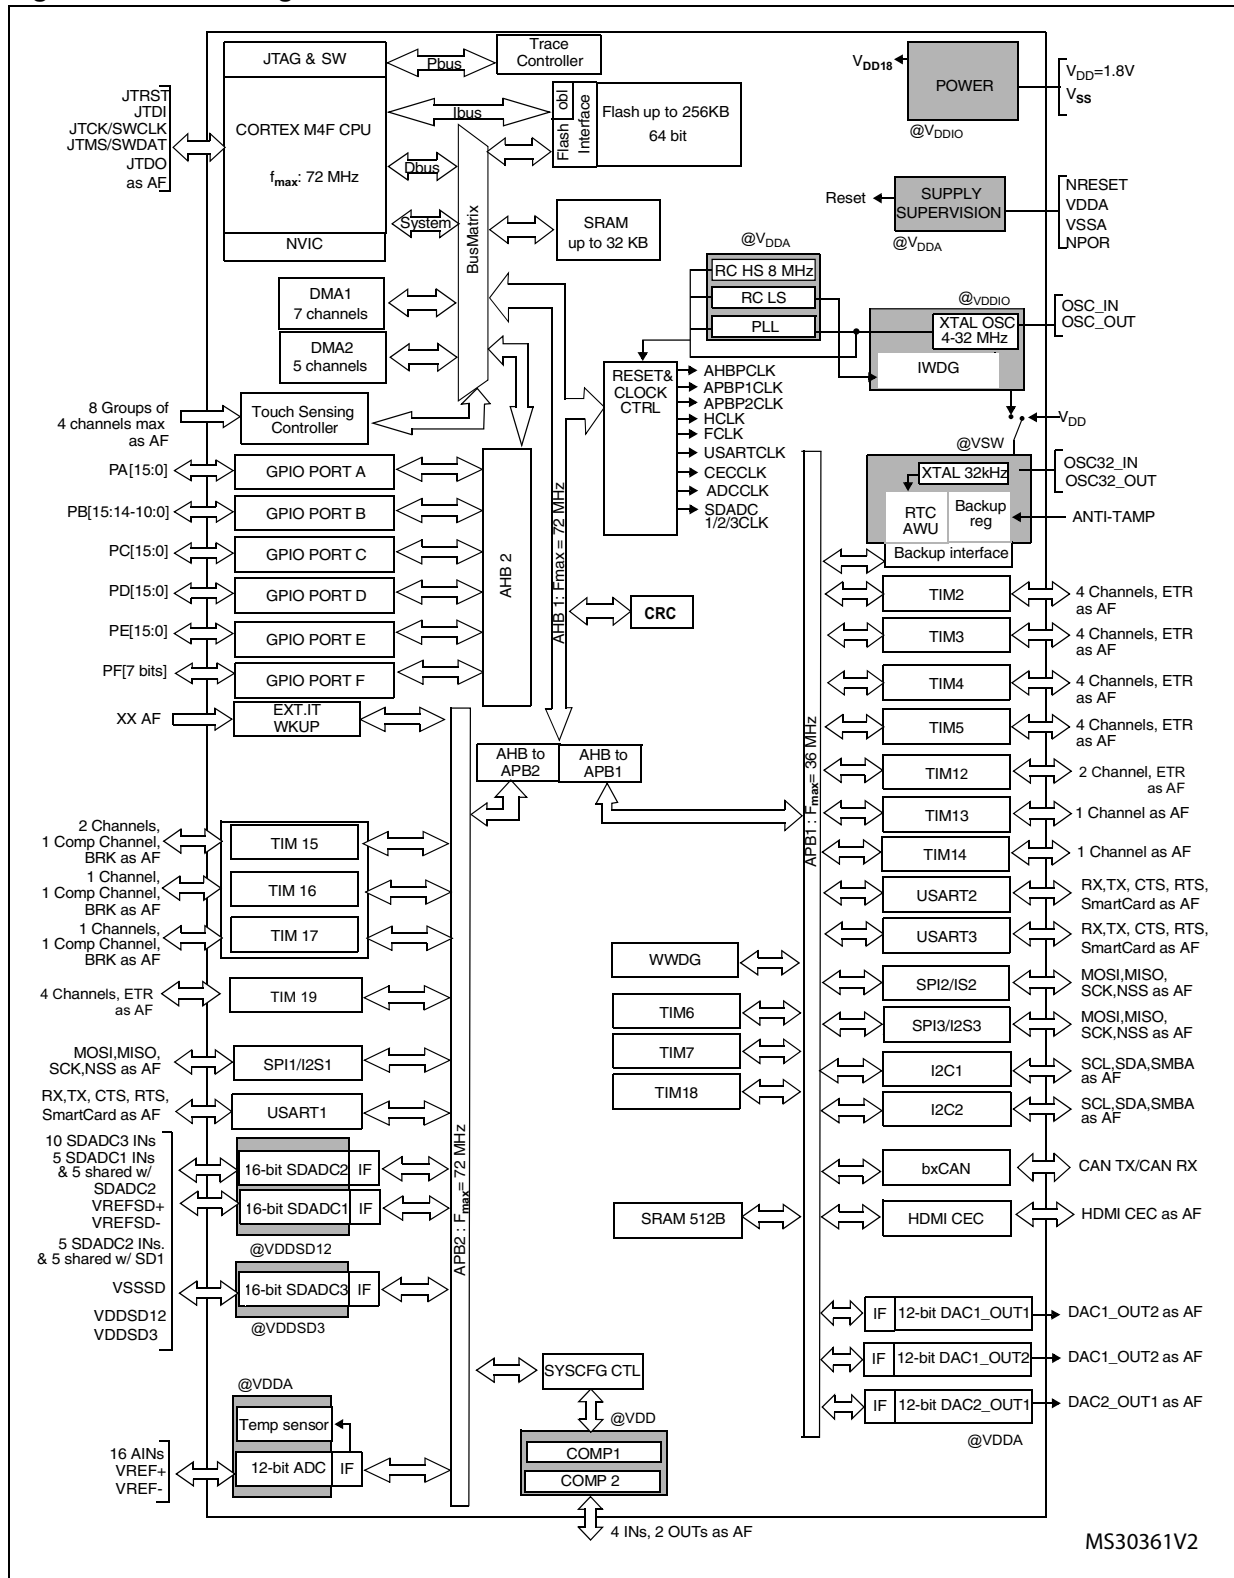 JTAG & SW
Pbus
Trace
Controller
JTRST
JTDI
JTCK/SWCLK
JTMS/SWDAT
JTDO
as AF
CORTEX M4F CPU
fmax: 72 MHz
NVIC
Ibus
Dbus
System
Flash obl
Interface
Flash up to 256KB
64 bit
BusMatrix
SRAM
up to 32 KB
VDD18
POWER
VDD=1.8V
VSS
@VDDIO
Reset
SUPPLY
SUPERVISION
@VDDA
NRESET
VDDA
VSSA
NPOR
@VDDA
RC HS 8 MHz
RC LS
PLL
@VDDIO
XTAL OSC
4-32 MHz
IWDG
OSC_IN
OSC_OUT
DMA1
7 channels
DMA2
5 channels
8 Groups of
4 channels max
as AF
Touch Sensing
Controller
RESET&
CLOCK
CTRL
AHBPCLK
APBP1CLK
APBP2CLK
HCLK
FCLK
USARTCLK
CECCLK
ADCCLK
SDADC
1/2/3CLK
VDD
@VSW
XTAL 32kHz
OSC32_IN
OSC32_OUT
RTC
AWU
Backup
reg
ANTI-TAMP
Backup interface
PA[15:0]
GPIO PORT A
PB[15:14-10:0]
GPIO PORT B
PC[15:0]
GPIO PORT C
PD[15:0]
GPIO PORT D
PE[15:0]
GPIO PORT E
PF[7 bits]
GPIO PORT F
AHB 2
AHB 1: Fmax = 72 MHz
CRC
XX AF
EXT.IT
WKUP
AHB to
APB2
AHB to
APB1
2 Channels,
1 Comp Channel,
BRK as AF
TIM 15
1 Channel,
1 Comp Channel,
BRK as AF
TIM 16
1 Channels,
1 Comp Channel,
BRK as AF
TIM 17
4 Channels, ETR
as AF
TIM 19
MOSI,MISO,
SCK,NSS as AF
SPI1/I2S1
RX,TX, CTS, RTS,
SmartCard as AF
USART1
10 SDADC3 INs
5 SDADC1 INs
& 5 shared w/
SDADC2
VREFSD+
VREFSD-
5 SDADC2 INs.
& 5 shared w/ SD1
VSSSD
VDDSD12
VDDSD3
16-bit SDADC2 IF
16-bit SDADC1 IF
@VDDSD12
16-bit SDADC3 IF
@VDDSD3
@VDDA
Temp sensor
16 AINs
VREF+
VREF-
12-bit ADC IF
APB2 : Fmax = 72 MHz
SYSCFG CTL
@VDD
COMP1
COMP 2
4 INs, 2 OUTs as AF
WWDG
TIM6
TIM7
TIM18
SRAM 512B
APB1: Fmax= 36 MHz
TIM2
4 Channels, ETR
as AF
TIM3
4 Channels, ETR
as AF
TIM4
4 Channels, ETR
as AF
TIM5
4 Channels, ETR
as AF
TIM12
2 Channel, ETR
as AF
TIM13
1 Channel as AF
TIM14
1 Channel as AF
USART2
RX,TX, CTS, RTS,
SmartCard as AF
USART3
RX,TX, CTS, RTS,
SmartCard as AF
SPI2/IS2
MOSI,MISO,
SCK,NSS as AF
SPI3/I2S3
MOSI,MISO,
SCK,NSS as AF
I2C1
SCL,SDA,SMBA
as AF
I2C2
SCL,SDA,SMBA
as AF
bxCAN
CAN TX/CAN RX
HDMI CEC
HDMI CEC as AF
IF 12-bit DAC1_OUT1
DAC1_OUT2 as AF
IF 12-bit DAC1_OUT2
DAC1_OUT2 as AF
IF 12-bit DAC2_OUT1
DAC2_OUT1 as AF
@VDDA
MS30361V2